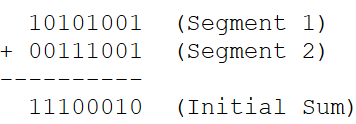 10101001 (Segment 1)
+ 00111001 (Segment 2)
----------
11100010 (Initial Sum)